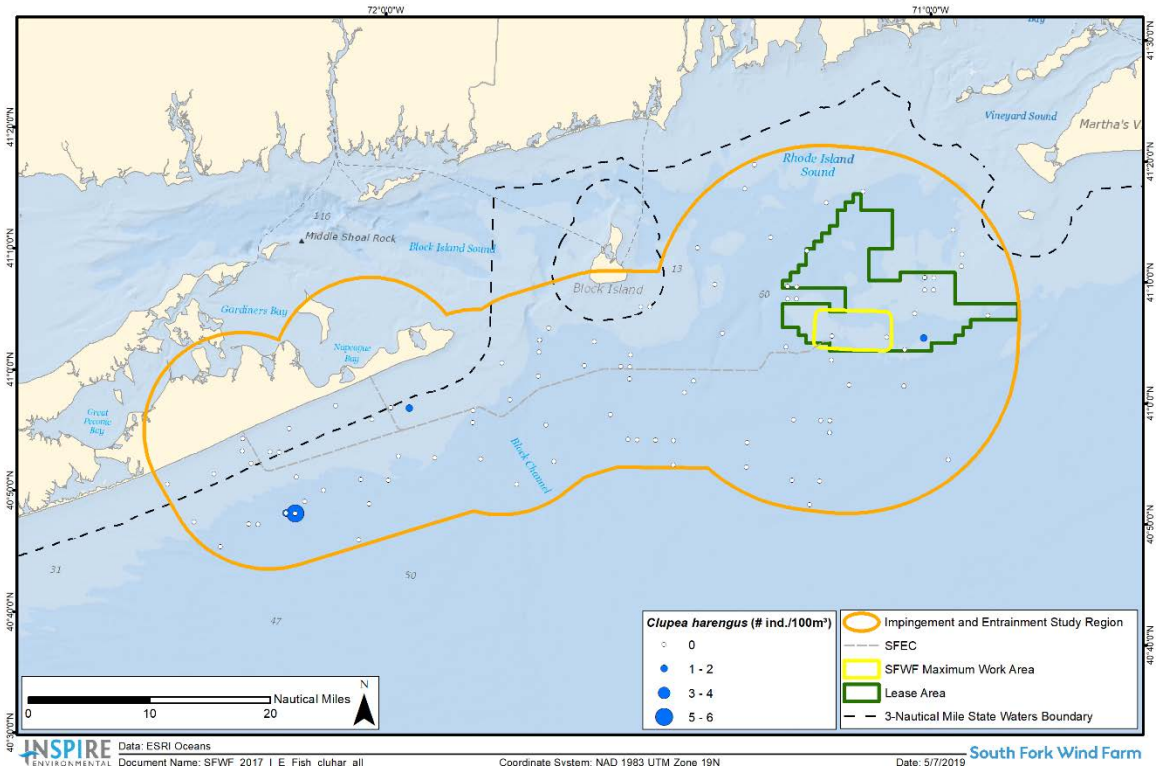 72°0'0"W
71°0'0"W
Bay
41°30'0"N
41°20'0"N
Vineyard Sound
Martha's V
Rhode Island
Sound
41°20'0"N
116
Middle Shoal Rock
Block Island Sound
41°10'0"N
13
Block Island
60
41°10'0"N
Gardiners Bay
Napeague
Bay
41°0'0"N
Great
Peconic
Bay
41°0'0"N
Block Channel
40°50'0"N
40°50'0"N
31
50
47
40°40'0"N
40°40'0"N
40°30'0"N
Clupea harengus (# ind./100m³)
0
1 - 2
3 - 4
5 - 6
Impingement and Entrainment Study Region
SFEC
SFWF Maximum Work Area
Lease Area
3-Nautical Mile State Waters Boundary
N
Nautical Miles
0 10 20
INSPIRE
ENVIRONMENTAL
Data: ESRI Oceans
Document Name: SFWF_2017_I_E_Fish_cluhar_all
Coordinate System: NAD 1983 UTM Zone 19N
Date: 5/7/2019
South Fork Wind Farm